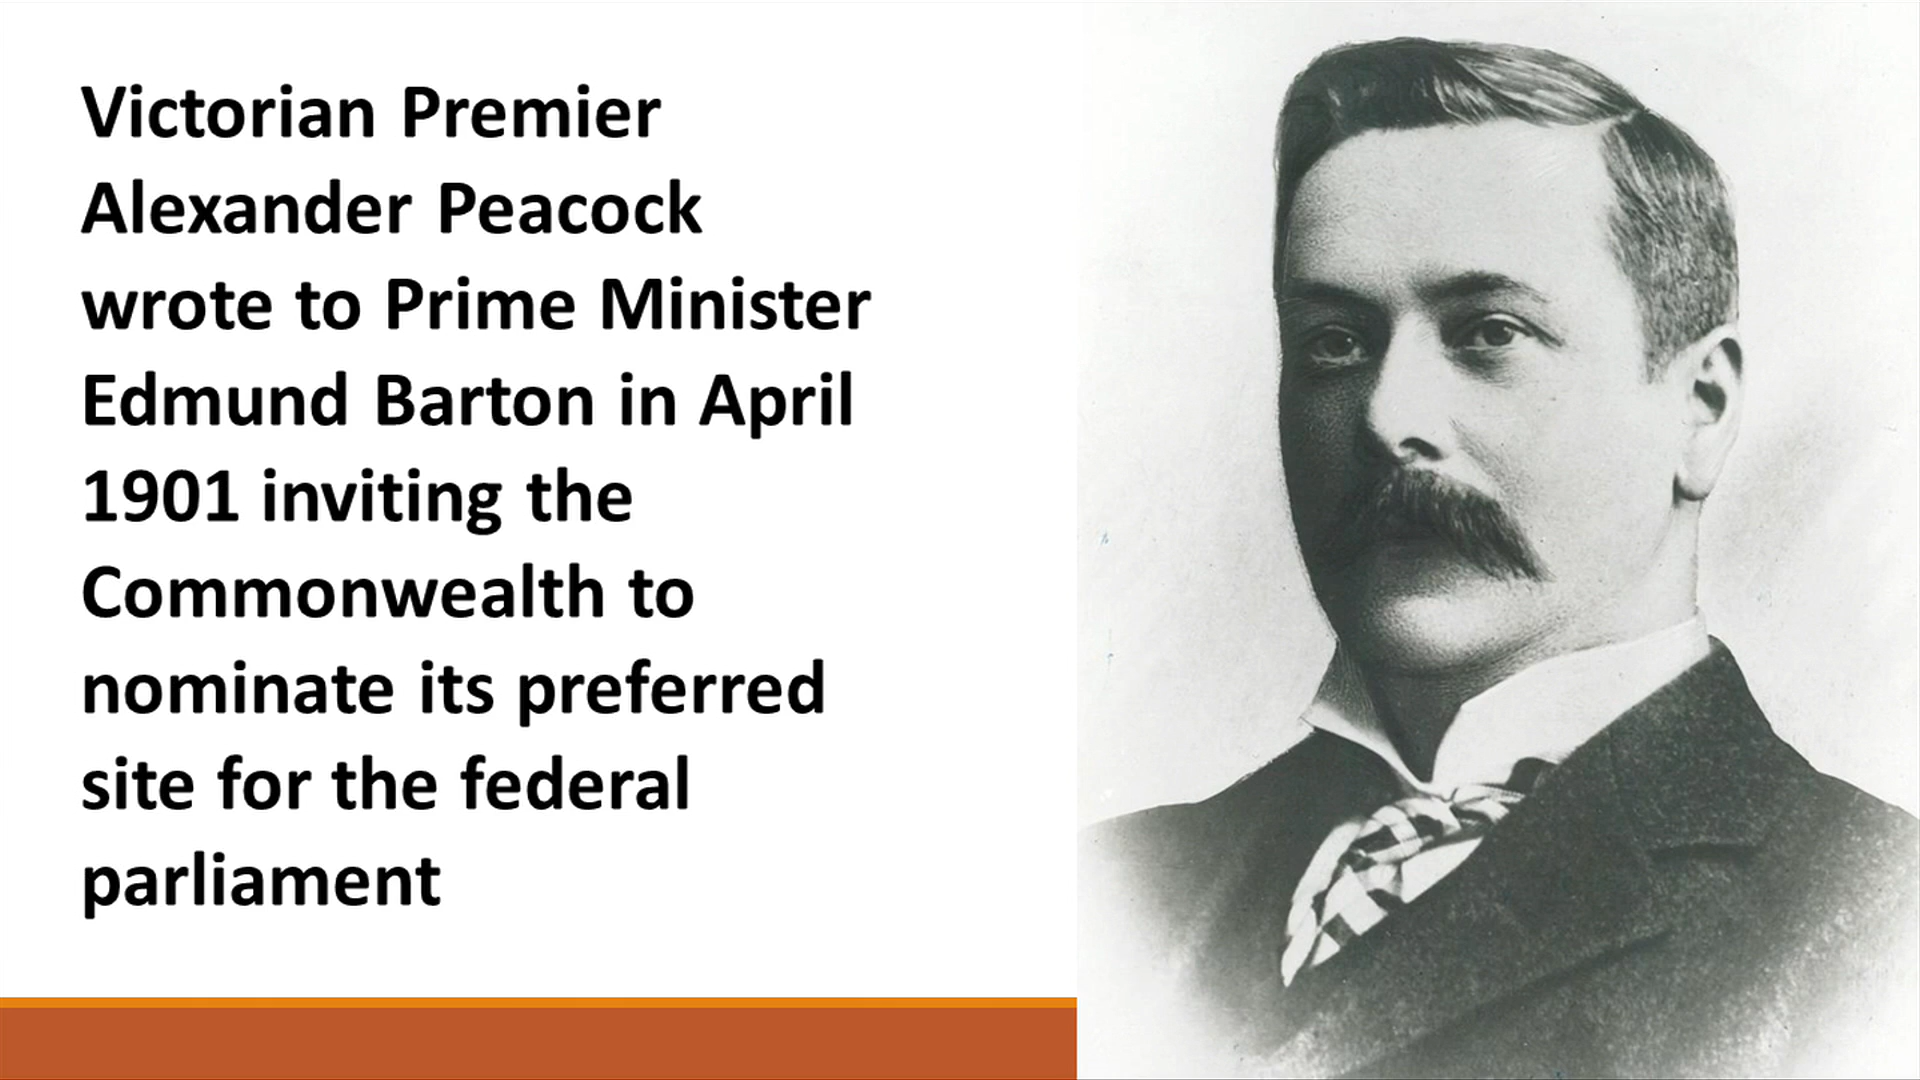 Victorian Premier
Alexander Peacock
wrote to Prime Minister
Edmund Barton in April
1901 inviting the
Commonwealth to
nominate its preferred
site for the federal
parliament